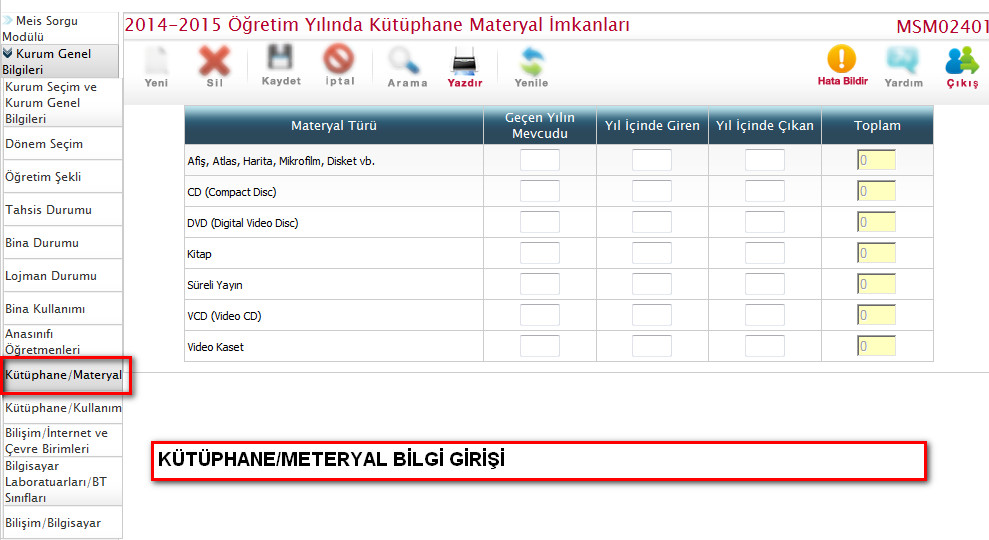 Meis Sorgu
Modülü
Kurum Genel
Bilgileri
Kurum Seçim ve
Kurum Genel
Bilgileri
Dönem Seçim
Öğretim Şekli
Tahsis Durumu
Bina Durumu
Lojman Durumu
Bina Kullanımı
Anasınıfı
Öğretmenleri
Kütüphane/Materyal
Kütüphane/Kullanım
Bilişim/İnternet ve
Çevre Birimleri
Bilgisayar
Laboratuarları/BT
Sınıfları
Bilişim/Bilgisayar
2014-2015 Öğretim Yılında Kütüphane Materyal İmkanları
MSM02401
Yeni Sil Kaydet İptal Arama Yazdır Yenile Hata Bildir Yardım Çıkış
Materyal Türü Geçen Yılın Mevcudu Yıl İçinde Giren Yıl İçinde Çıkan Toplam
Afiş, Atlas, Harita, Mikrofilm, Disket vb. 0
CD (Compact Disc) 0
DVD (Digital Video Disc) 0
Kitap 0
Süreli Yayın 0
VCD (Video CD) 0
Video Kaset 0
KÜTÜPHANE/METERYAL BİLGİ GİRİŞİ